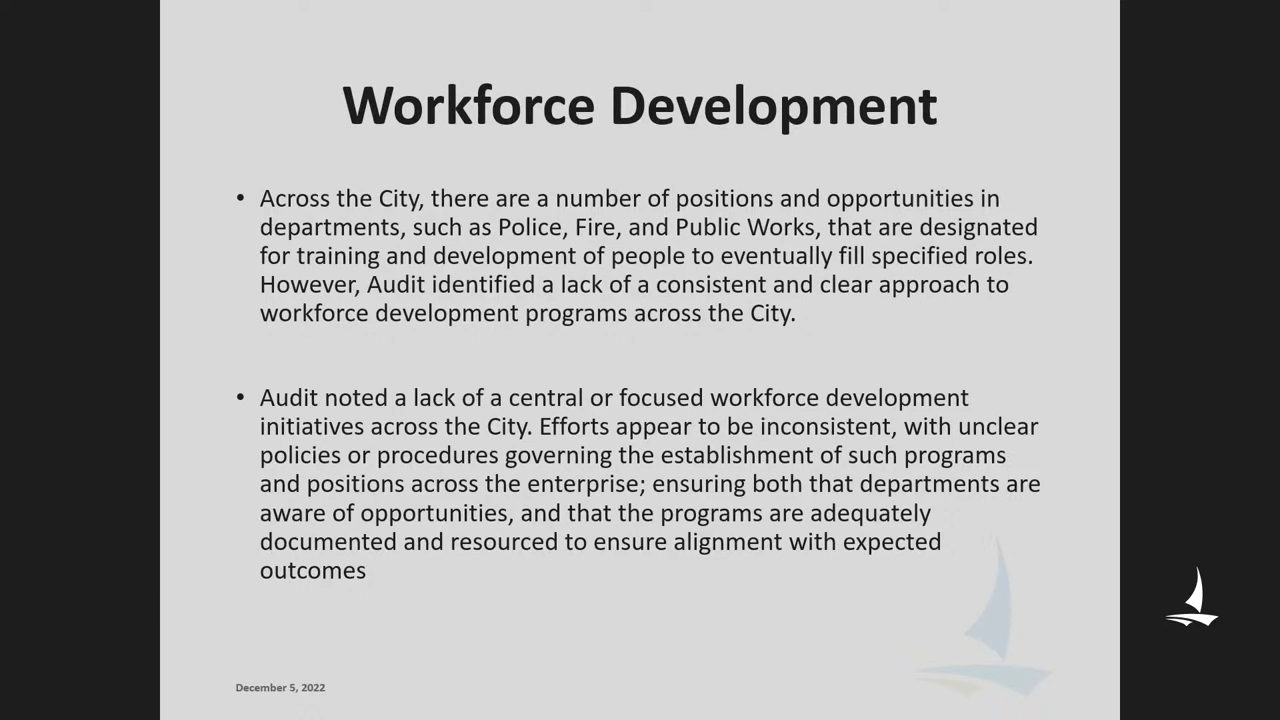 Workforce Development
• Across the City, there are a number of positions and opportunities in
departments, such as Police, Fire, and Public Works, that are designated
for training and development of people to eventually fill specified roles.
However, Audit identified a lack of a consistent and clear approach to
workforce development programs across the City.
• Audit noted a lack of a central or focused workforce development
initiatives across the City. Efforts appear to be inconsistent, with unclear
policies or procedures governing the establishment of such programs
and positions across the enterprise; ensuring both that departments are
aware of opportunities, and that the programs are adequately
documented and resourced to ensure alignment with expected
outcomes
December 5, 2022